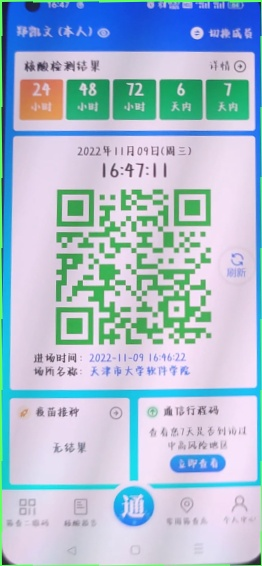 16:47
郑凯文(本人)
切换成员
核酸检测结果
详情
24
小时
48
小时
72
小时
6
天内
7
天内
2022年11月09日(周三)
16:47:11
刷新
进场时间: 2022-11-09 16:46:22
场所名称: 天津市大学软件学院
疫苗接种
无结果
通信行程码
查看您7天是否到访过
中高风险地区
立即查看
通
个人中心